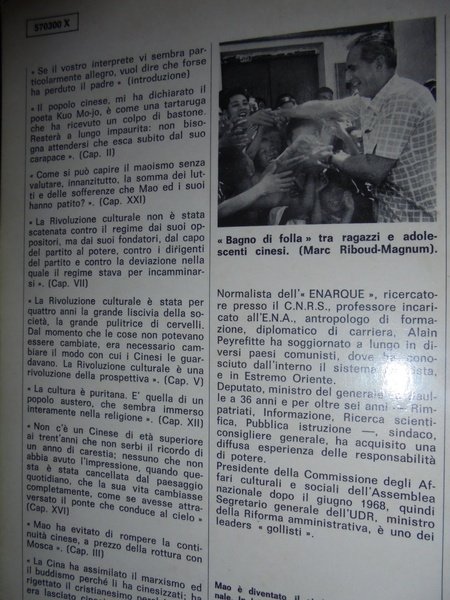 570300 X
« Se il vostro interprete vi sembra par-
ticolarmente allegro, vuol dire che forse
ha perduto il padre » (introduzione)
« Il popolo cinese, mi ha dichiarato il
poeta Kuo Mo-jo, è come una tartaruga
che ha ricevuto un colpo di bastone.
Resterà a lungo impaurita: non biso-
gna attendersi che esca subito dal suo
carapace ». (Cap. II)
« Come si può capire il maoismo senza
valutare, innanzitutto, la somma dei lut-
ti e delle sofferenze che Mao ed i suoi
hanno patito? ». (Cap. XXI)
« La Rivoluzione culturale non è stata
scatenata contro il regime dai suoi op-
positori, ma dai suoi fondatori, dal capo
del partito al potere, contro i dirigenti
del partito e contro la deviazione nella
quale il regime stava per incamminar-
si ». (Cap. VII)
« La Rivoluzione culturale è stata per
quattro anni la grande liscivia della so-
cietà, la grande pulitrice di cervelli.
Dal momento che le cose non potevano
essere cambiate, era necessario cam-
biare il modo con cui i Cinesi le guar-
davano. La Rivoluzione culturale è una
rivoluzione della prospettiva ». (Cap. V)
« La cultura è puritana. E' quella di un
popolo austero, che sembra immerso
interamente nella religione ». (Cap. XII)
« Non c'è un Cinese di età superiore
ai trent'anni che non serbi il ricordo di
un anno di carestia; nessuno che non
abbia avuto l'impressione, quando que-
sta è stata cancellata dal paesaggio
quotidiano, che la sua vita cambiasse
completamente, come se avesse attra-
versato il ponte che conduce al cielo »
(Cap. XVI)
« Mao ha evitato di rompere la conti-
nuità cinese, a prezzo della rottura con
Mosca ». (Cap. III)
« La Cina ha assimilato il marxismo ed
il buddismo perché li ha cinesizzati; ha
rigettato il cristianesimo
era lasciato
« Bagno di folla » tra ragazzi e adole-
scenti cinesi. (Marc Riboud-Magnum).
Normalista dell'« ENARQUE », ricercato-
re presso il C.N.R.S., professore incari-
cato all'E.N.A., antropologo di forma-
zione, diplomatico di carriera, Alain
Peyrefitte ha soggiornato a lungo in di-
versi paesi comunisti, dove ha cono-
sciuto dall'interno il sistema
e in Estremo Oriente.
Deputato, ministro del generale
a 36 anni e per oltre sei anni — Rim-
patriati, Informazione, Ricerca scienti-
fica, Pubblica istruzione —, sindaco,
consigliere generale, ha acquisito una
diffusa esperienza delle responsabilità
di potere.
Presidente della Commissione degli Af-
fari culturali e sociali dell'Assemblea
nazionale dopo il giugno 1968, quindi
Segretario generale dell'UDR, ministro
della Riforma amministrativa, è uno dei
leaders « gollisti ».
Mao è diventato il